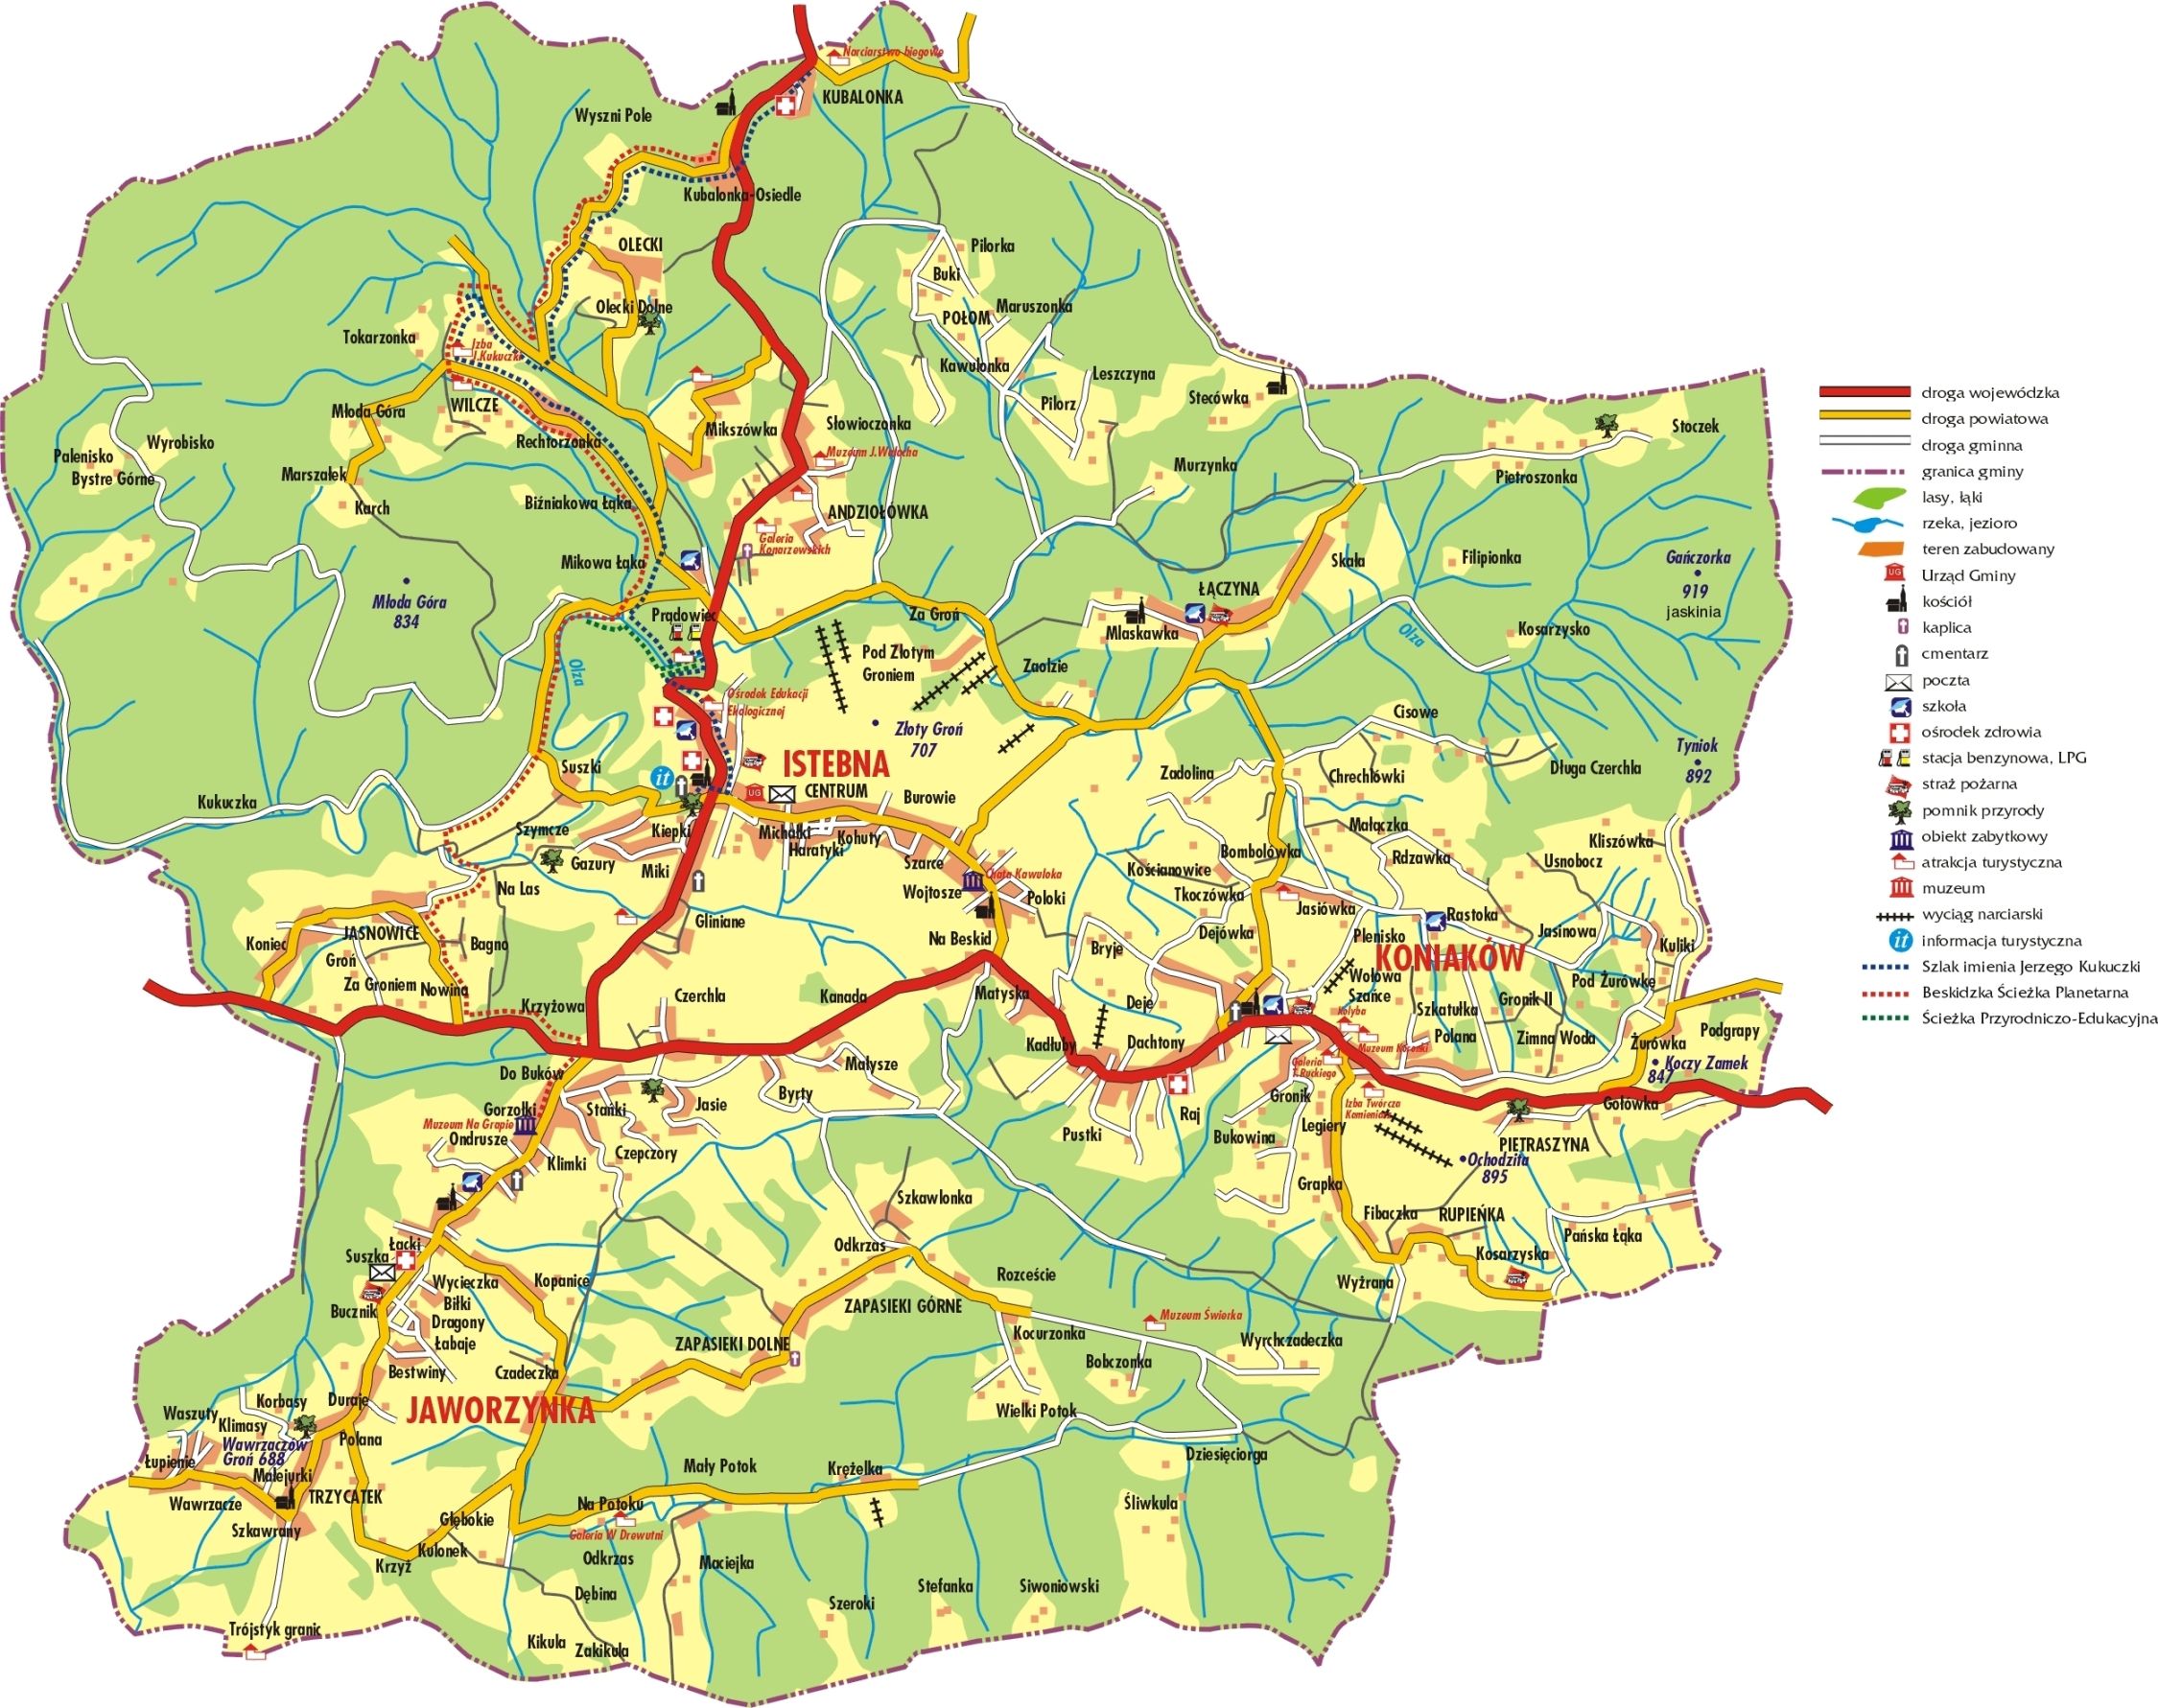 Narciarstwo biegowe
KUBALONKA
Wyszni Pole
Kubalonka-Osiedle
OLECKI
Pilorka
Buki
Olecki Dolne
Maruszonka
POŁOM
Tokarzonka
Izba
J.Kukuczki
Kawulonka
Leszczyna
Stecówka
Młoda Góra
WILCZE
Pilorz
Słowioczonka
Mikszówka
Stoczek
Wyrobisko
Rechtorzonka
Palenisko
Muzeum J.Wałacha
Murzynka
Bystre Górne
Marszałek
Pietroszonka
Karch
Biźniakowa Łąka
ANDZIOŁÓWKA
Galeria
Konarzewskich
Mikowa Łąka
Skała
Filipionka
Gańczorka
919
jaskinia
Młoda Góra
834
ŁĄCZYNA
Prądowiec
Za Groń
Mlaskawka
Olza
Kosarzysko
Pod Złotym
Groniem
Zaolzie
Olza
Ośrodek Edukacji
Ekologicznej
Złoty Groń
707
Cisowe
Tyniok
892
ISTEBNA
it
UG
CENTRUM
Suszki
Zadolina
Chrechlówki
Długa Czerchla
Kukuczka
Burowie
Szymcze
Kiepki
Michałki
Kohuty
Haratyki
Małączka
Kliszówka
Gazury
Miki
Szarce
Bombolówka
Rdzawka
Usnobocz
Kościanowice
Chata Kawuloka
Na Las
Wojtosze
Poloki
Tkoczówka
Jasiówka
Rastoka
Gliniane
Koniec
JASNOWICE
Bagno
Na Beskid
Bryje
Dejówka
Plenisko
Jasinowa
Kuliki
KONIAKÓW
Groń
Za Groniem
Nowina
Krzyżowa
Czerchla
Kanada
Matyska
Deje
Wołowa
Szańce
Kolyba
Szkatułka
Gronik II
Pod Żurówkę
Kadłuby
Dachtony
Polana
Zimna Woda
Żurówka
Podgrapy
Muzeum Koronki
Galeria
T.Ruckiego
Koczy Zamek
847
Do Buków
Małysze
Byrty
Gorzołki
Stańki
Jasie
Gronik
Izba Twórcza
Kamieniala
Gołówka
Muzeum Na Grapie
Raj
Legiery
Ondrusze
Pustki
Bukowina
PIETRASZYNA
Klimki
Czepczory
Ochodzita
895
Szkawlonka
Grapka
Fibaczka
RUPIEŃKA
Pańska Łąka
Łacki
Suszka
Odkrzas
Kosarzyska
Wycieczka
Kopanice
Rozceście
Wyźrana
Bucznik
Biłki
Dragony
ZAPASIEKI GÓRNE
Muzeum Świerka
Łabaje
ZAPASIEKI DOLNE
Kocurzonka
Wyrchczadeczka
Bestwiny
Czadeczka
Bobczonka
Korbasy
Duraje
JAWORZYNKA
Waszuty
Klimasy
Wielki Potok
Wawrzaczów
Groń 688
Polana
Łupienie
Małejurki
Mały Potok
Krężelka
Dziesięciorga
Wawrzacze
TRZYCATEK
Na Potoku
Śliwkula
Głębokie
Szkawrany
Galeria W Drewutni
Kulonek
Krzyż
Odkrzas
Maciejka
Dębina
Szeroki
Stefanka
Siwoniowski
Trójstyk granic
Kikula
Zakikula
droga wojewódzka
droga powiatowa
droga gminna
granica gminy
lasy, łąki
rzeka, jezioro
teren zabudowany
UG
Urząd Gminy
kościół
kaplica
cmentarz
poczta
szkoła
ośrodek zdrowia
stacja benzynowa, LPG
straż pożarna
pomnik przyrody
obiekt zabytkowy
atrakcja turystyczna
muzeum
wyciąg narciarski
it
informacja turystyczna
Szlak imienia Jerzego Kukuczki
Beskidzka Ścieżka Planetarna
Ścieżka Przyrodniczo-Edukacyjna